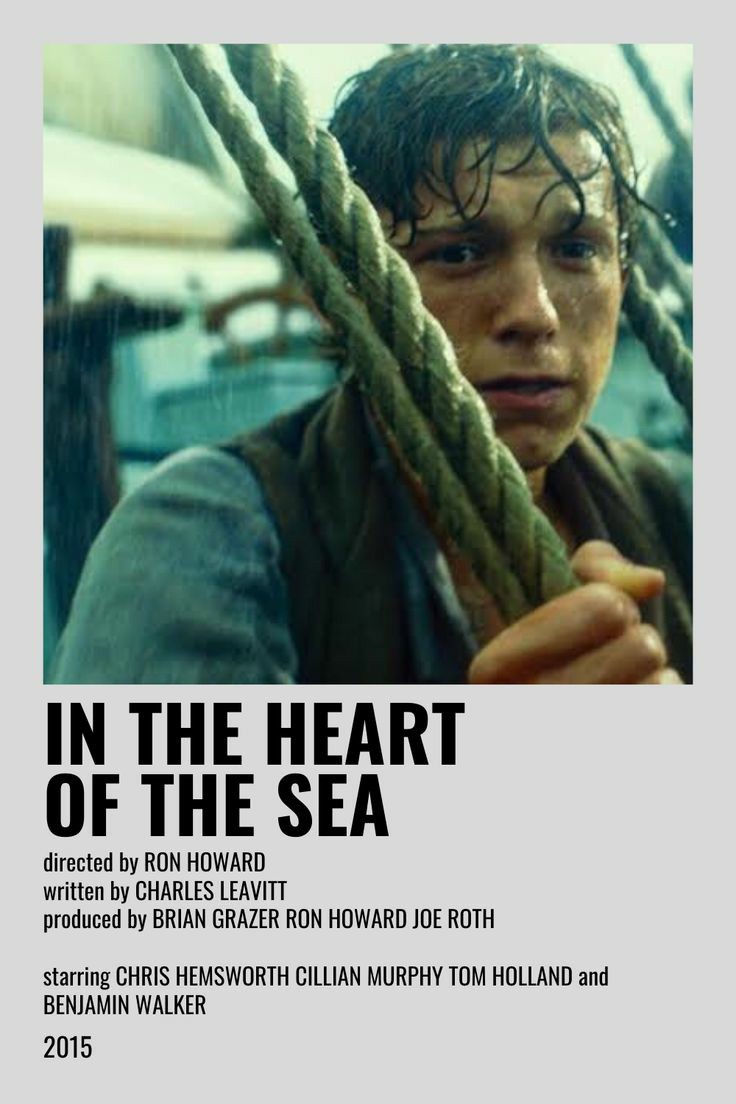 IN THE HEART
OF THE SEA
directed by RON HOWARD
written by CHARLES LEAVITT
produced by BRIAN GRAZER RON HOWARD JOE ROTH
starring CHRIS HEMSWORTH CILLIAN MURPHY TOM HOLLAND and
BENJAMIN WALKER
2015